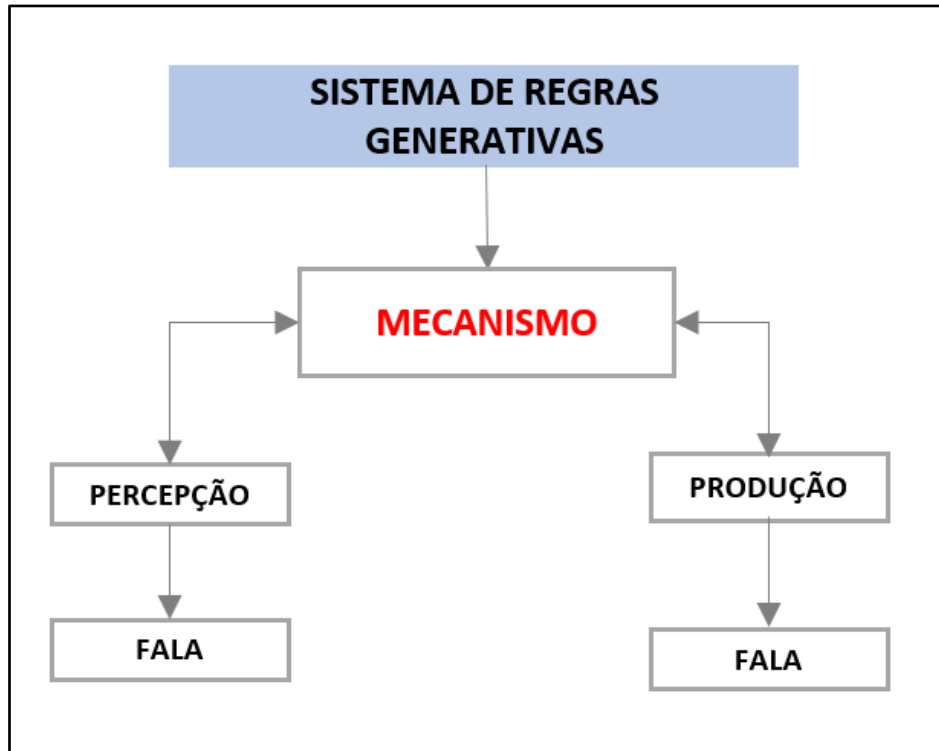 SISTEMA DE REGRAS
GENERATIVAS
MECANISMO
PERCEPÇÃO
PRODUÇÃO
FALA
FALA